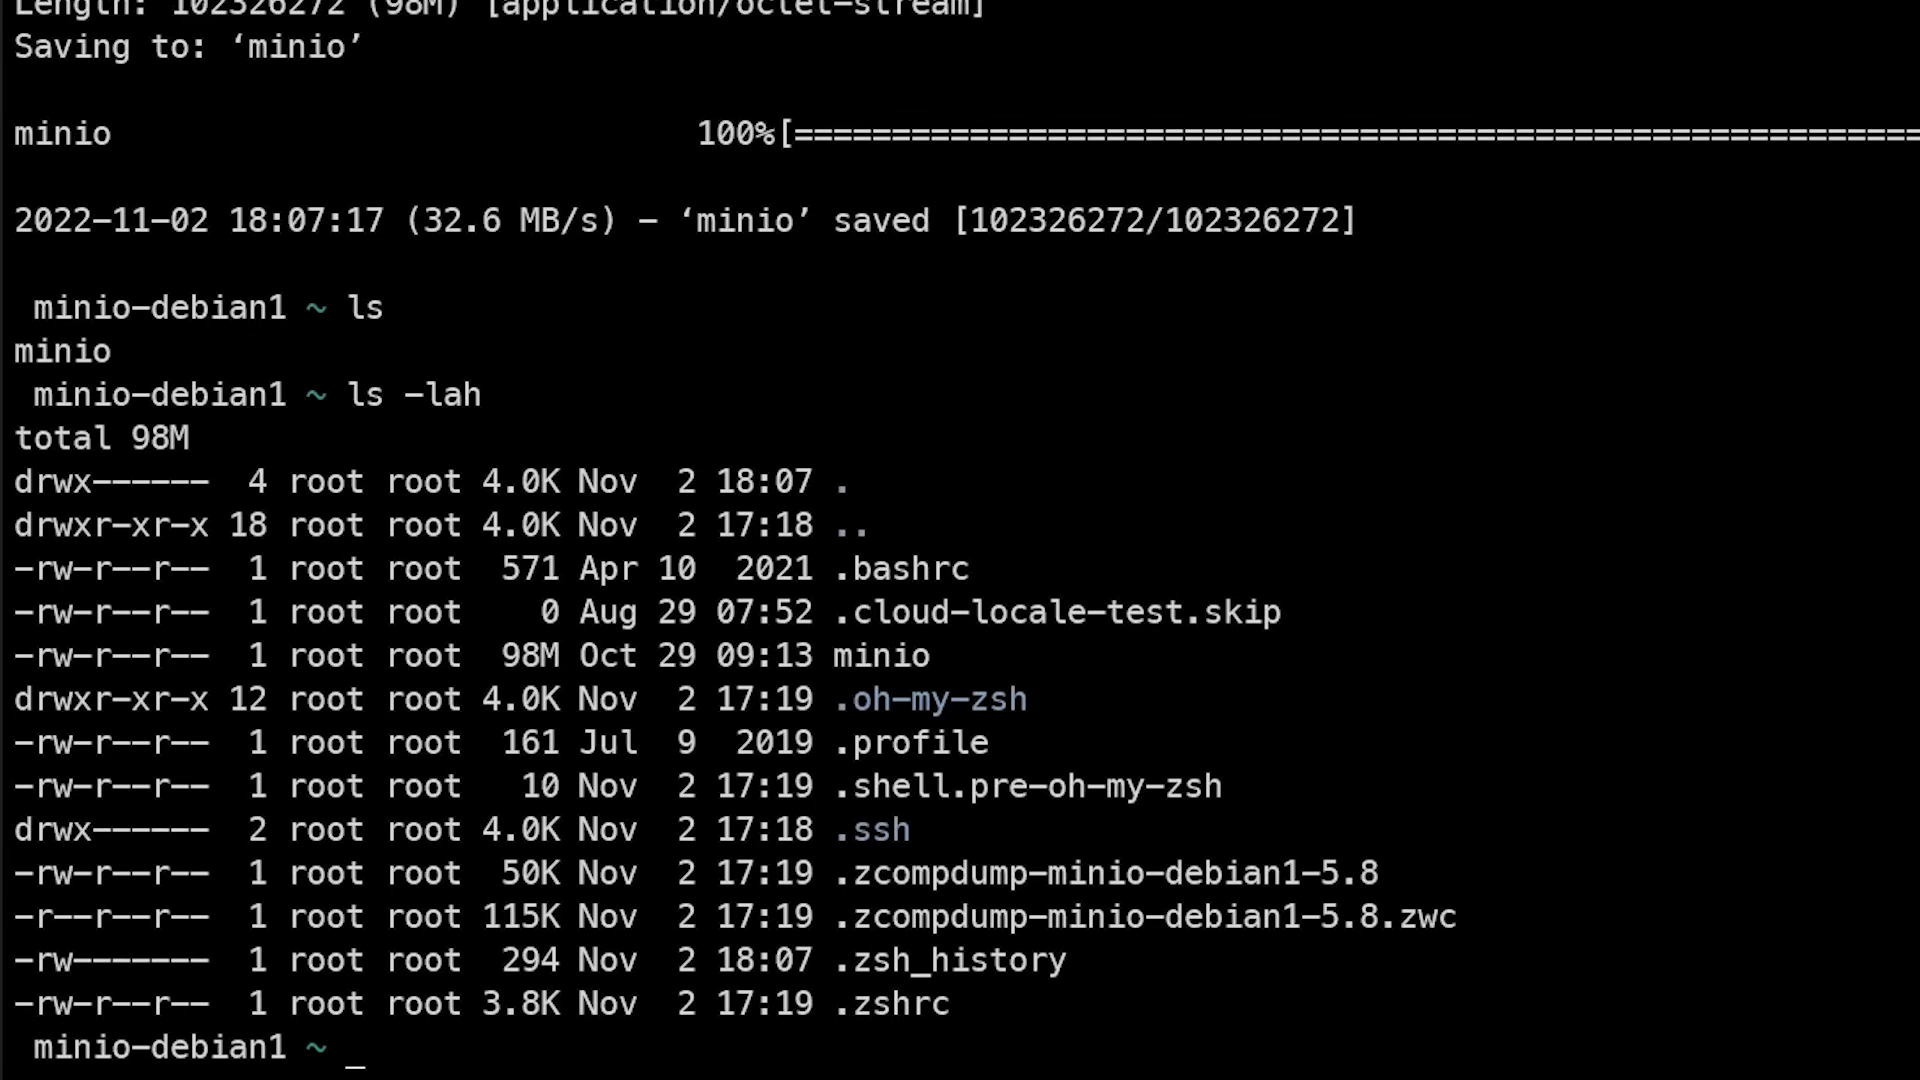 Length: 102326272 (98M) [application/octet-stream]
Saving to: ‘minio’
minio 100%[==========================================================
2022-11-02 18:07:17 (32.6 MB/s) - ‘minio’ saved [102326272/102326272]
minio-debian1 ~ ls
minio
minio-debian1 ~ ls -lah
total 98M
drwx------  4 root root 4.0K Nov  2 18:07 .
drwxr-xr-x 18 root root 4.0K Nov  2 17:18 ..
-rw-r--r--  1 root root  571 Apr 10  2021 .bashrc
-rw-r--r--  1 root root    0 Aug 29 07:52 .cloud-locale-test.skip
-rw-r--r--  1 root root  98M Oct 29 09:13 minio
drwxr-xr-x 12 root root 4.0K Nov  2 17:19 .oh-my-zsh
-rw-r--r--  1 root root  161 Jul  9  2019 .profile
-rw-r--r--  1 root root   10 Nov  2 17:19 .shell.pre-oh-my-zsh
drwx------  2 root root 4.0K Nov  2 17:18 .ssh
-rw-r--r--  1 root root  50K Nov  2 17:19 .zcompdump-minio-debian1-5.8
-r--r--r--  1 root root 115K Nov  2 17:19 .zcompdump-minio-debian1-5.8.zwc
-rw-------  1 root root  294 Nov  2 18:07 .zsh_history
-rw-r--r--  1 root root 3.8K Nov  2 17:19 .zshrc
minio-debian1 ~ _